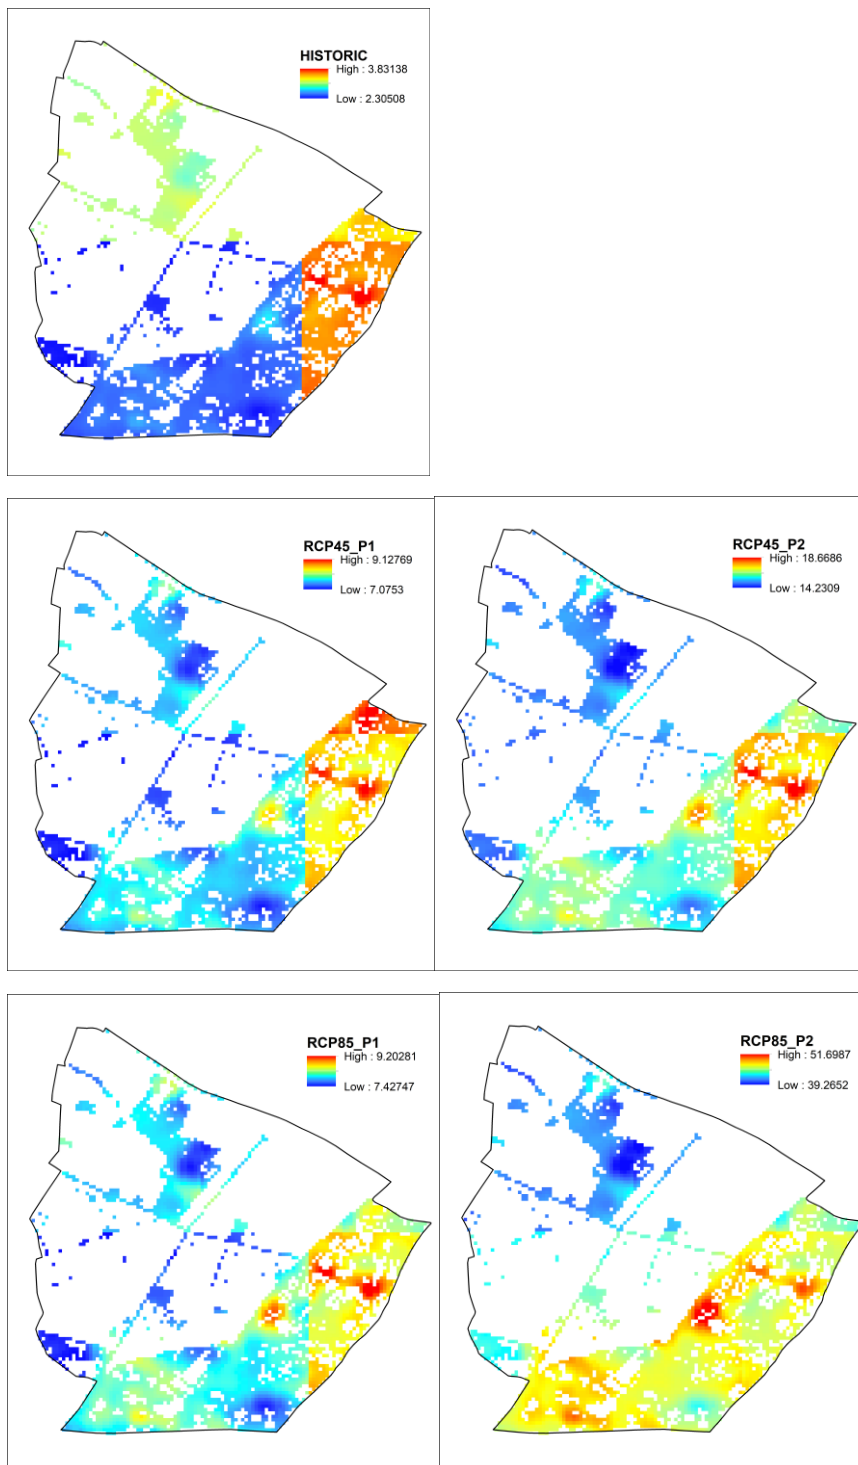 HISTORIC
High : 3.83138
Low : 2.30508
RCP45_P1
High : 9.12769
Low : 7.0753
RCP45_P2
High : 18.6686
Low : 14.2309
RCP85_P1
High : 9.20281
Low : 7.42747
RCP85_P2
High : 51.6987
Low : 39.2652